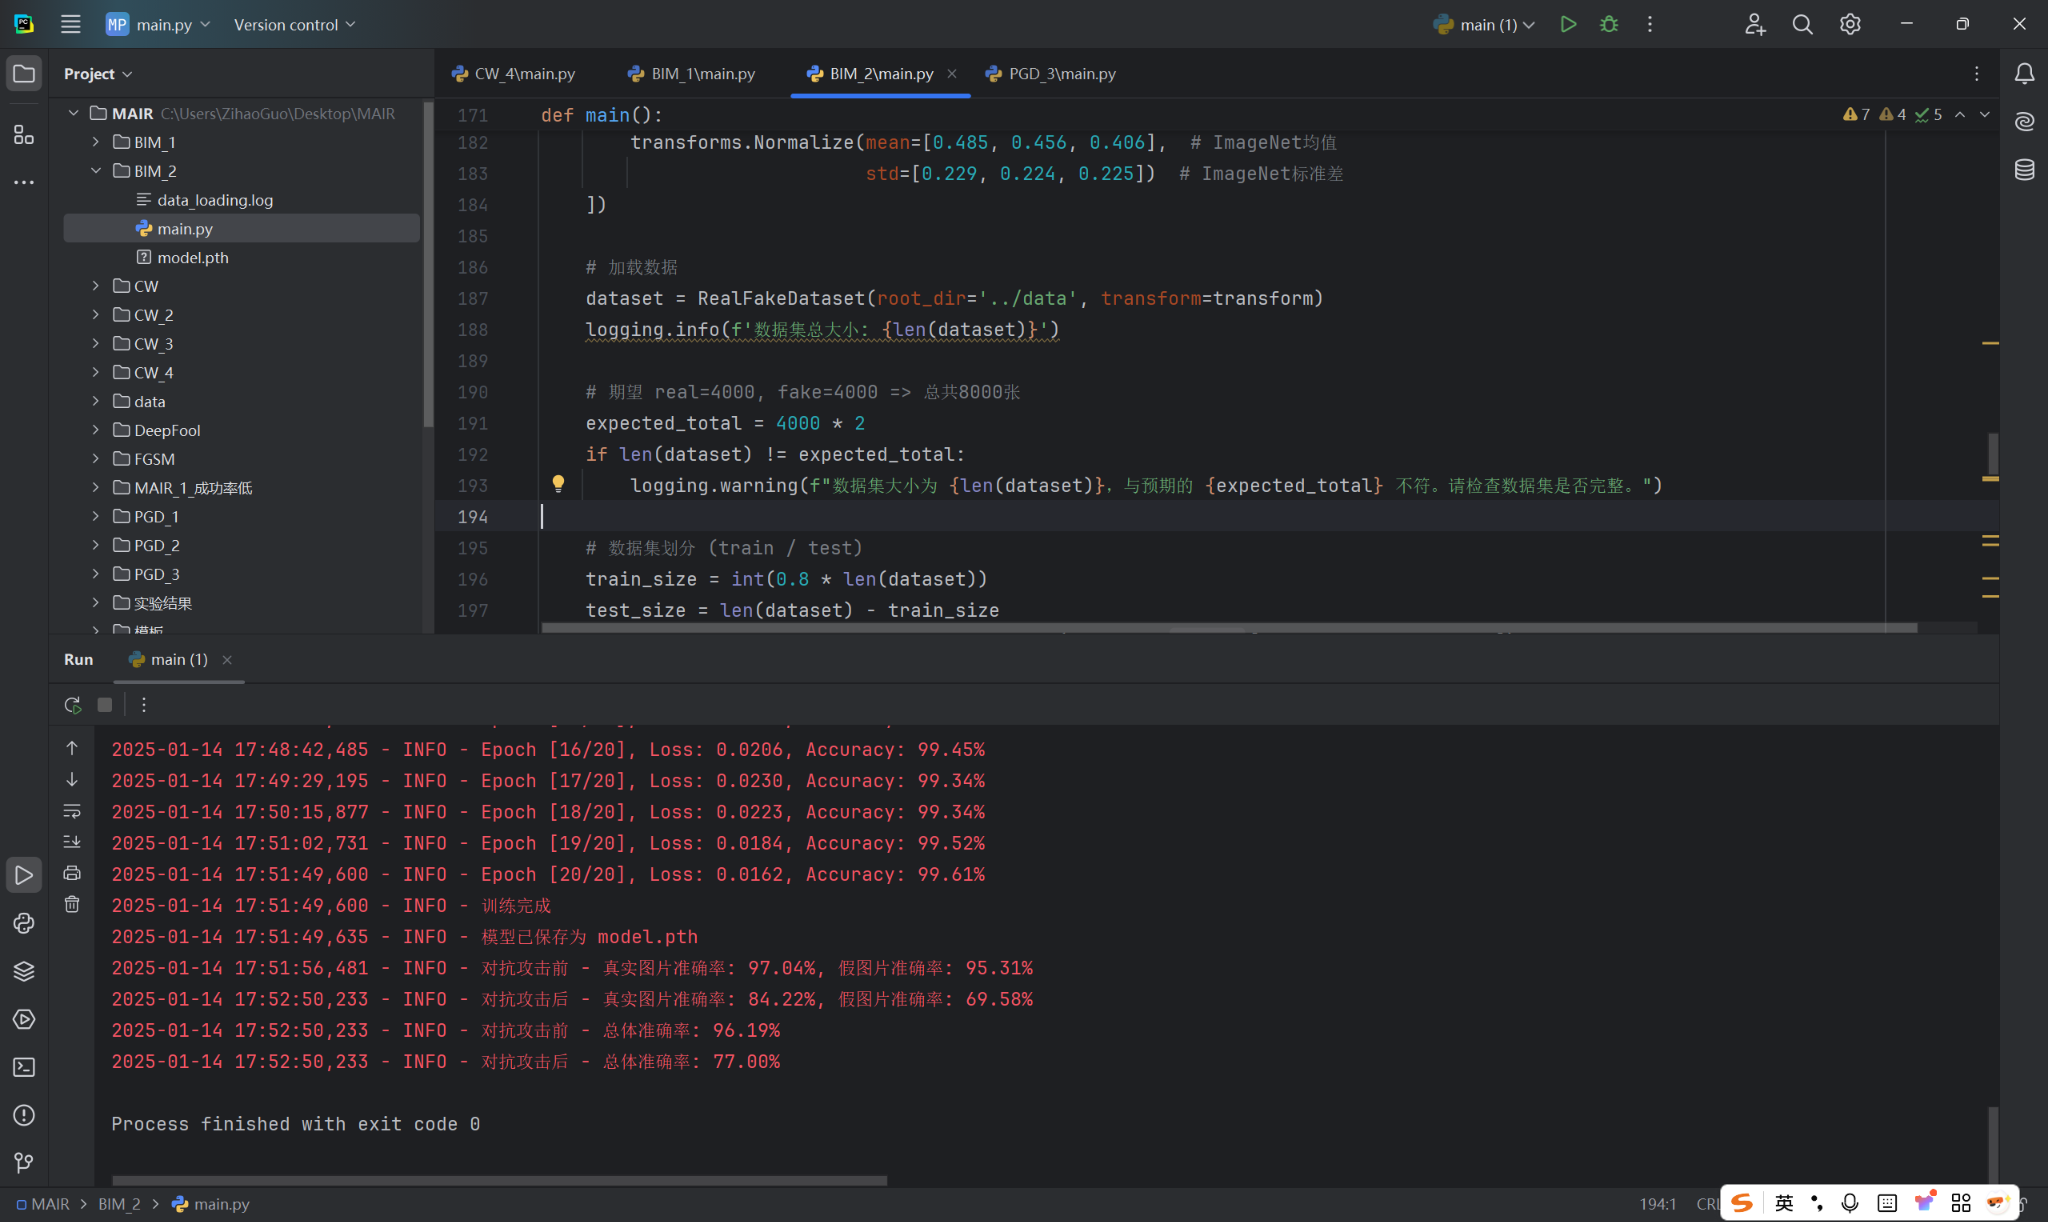 MP main.py Version control main (1)
Project
CW_4\main.py BIM_1\main.py BIM_2\main.py PGD_3\main.py
MAIR C:\Users\ZihaoGuo\Desktop\MAIR
BIM_1
BIM_2
data_loading.log
main.py
model.pth
CW
CW_2
CW_3
CW_4
data
DeepFool
FGSM
MAIR_1_成功率低
PGD_1
PGD_2
PGD_3
实验结果
模板
7 4 5
171 def main():
182 transforms.Normalize(mean=[0.485, 0.456, 0.406], # ImageNet均值
183 std=[0.229, 0.224, 0.225]) # ImageNet标准差
184 ])
185
186 # 加载数据
187 dataset = RealFakeDataset(root_dir='../data', transform=transform)
188 logging.info(f'数据集总大小: {len(dataset)}')
189
190 # 期望 real=4000, fake=4000 => 总共8000张
191 expected_total = 4000 * 2
192 if len(dataset) != expected_total:
193 logging.warning(f"数据集大小为 {len(dataset)}，与预期的 {expected_total} 不符。请检查数据集是否完整。")
194
195 # 数据集划分 (train / test)
196 train_size = int(0.8 * len(dataset))
197 test_size = len(dataset) - train_size
Run main (1)
2025-01-14 17:48:42,485 - INFO - Epoch [16/20], Loss: 0.0206, Accuracy: 99.45%
2025-01-14 17:49:29,195 - INFO - Epoch [17/20], Loss: 0.0230, Accuracy: 99.34%
2025-01-14 17:50:15,877 - INFO - Epoch [18/20], Loss: 0.0223, Accuracy: 99.34%
2025-01-14 17:51:02,731 - INFO - Epoch [19/20], Loss: 0.0184, Accuracy: 99.52%
2025-01-14 17:51:49,600 - INFO - Epoch [20/20], Loss: 0.0162, Accuracy: 99.61%
2025-01-14 17:51:49,600 - INFO - 训练完成
2025-01-14 17:51:49,635 - INFO - 模型已保存为 model.pth
2025-01-14 17:51:56,481 - INFO - 对抗攻击前 - 真实图片准确率: 97.04%, 假图片准确率: 95.31%
2025-01-14 17:52:50,233 - INFO - 对抗攻击后 - 真实图片准确率: 84.22%, 假图片准确率: 69.58%
2025-01-14 17:52:50,233 - INFO - 对抗攻击前 - 总体准确率: 96.19%
2025-01-14 17:52:50,233 - INFO - 对抗攻击后 - 总体准确率: 77.00%
Process finished with exit code 0
MAIR BIM_2 main.py 194:1 英